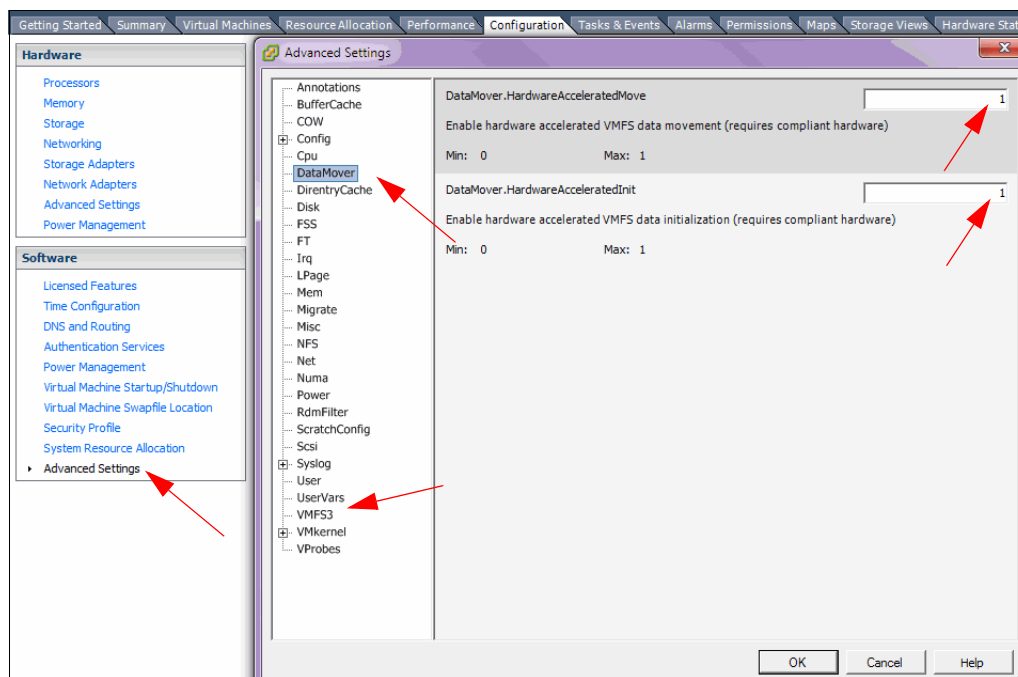 Getting Started Summary Virtual Machines Resource Allocation Performance Configuration Tasks & Events Alarms Permissions Maps Storage Views Hardware Stat
Hardware
Processors
Memory
Storage
Networking
Storage Adapters
Network Adapters
Advanced Settings
Power Management
Software
Licensed Features
Time Configuration
DNS and Routing
Authentication Services
Power Management
Virtual Machine Startup/Shutdown
Virtual Machine Swapfile Location
Security Profile
System Resource Allocation
Advanced Settings
Advanced Settings
Annotations
BufferCache
COW
Config
Cpu
DataMover
DirentryCache
Disk
FSS
FT
Irq
LPage
Mem
Migrate
Misc
NFS
Net
Numa
Power
RdmFilter
ScratchConfig
Scsi
Syslog
User
UserVars
VMFS3
VMkernel
VProbes
DataMover.HardwareAcceleratedMove 1
Enable hardware accelerated VMFS data movement (requires compliant hardware)
Min: 0 Max: 1
DataMover.HardwareAcceleratedInit 1
Enable hardware accelerated VMFS data initialization (requires compliant hardware)
Min: 0 Max: 1
OK Cancel Help